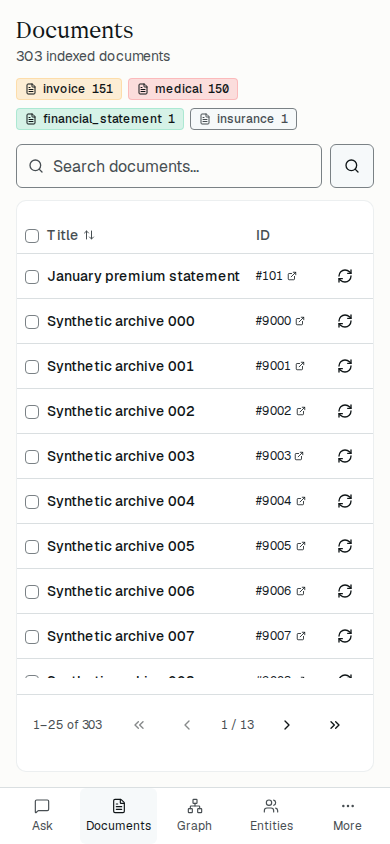 Documents
303 indexed documents
invoice 151 medical 150
financial_statement 1 insurance 1
Search documents...
Title ID
January premium statement #101
Synthetic archive 000 #9000
Synthetic archive 001 #9001
Synthetic archive 002 #9002
Synthetic archive 003 #9003
Synthetic archive 004 #9004
Synthetic archive 005 #9005
Synthetic archive 006 #9006
Synthetic archive 007 #9007
1–25 of 303 1 / 13
Ask Documents Graph Entities More